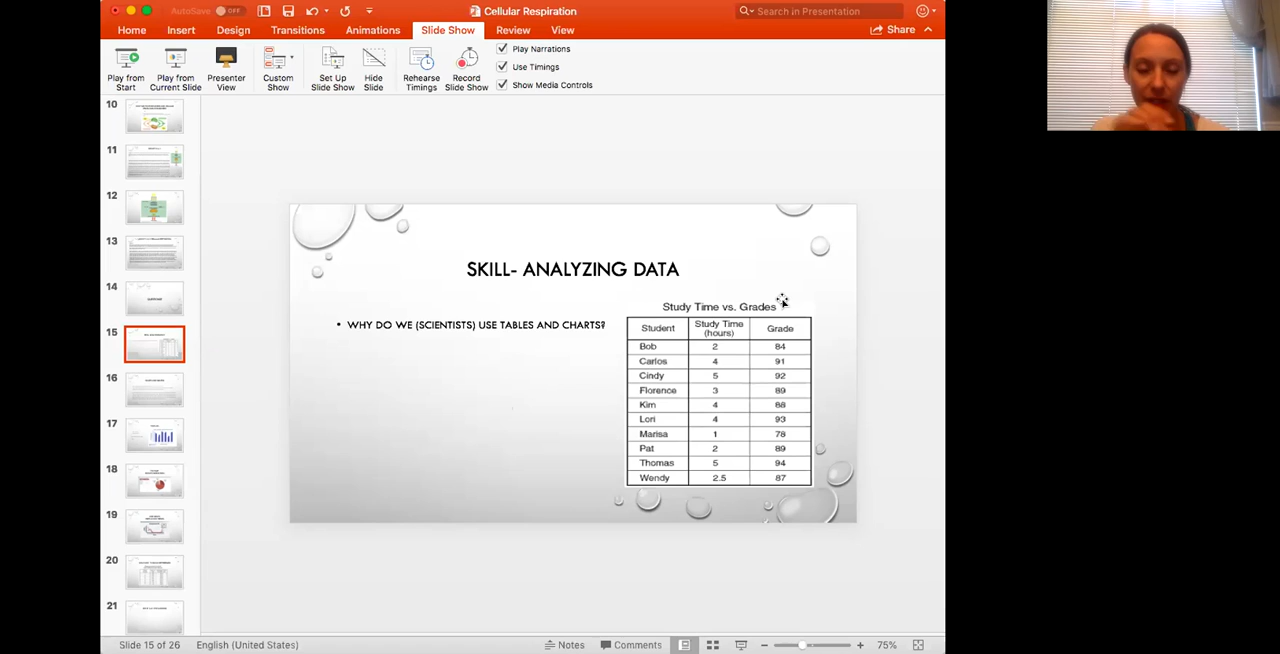 AutoSave OFF
Cellular Respiration
Search in Presentation
Home Insert Design Transitions Animations Slide Show Review View
Share
Play from Start
Play from Current Slide
Presenter View
Custom Show
Set Up Slide Show
Hide Slide
Rehearse Timings
Record Slide Show
Play Narrations
Use Timings
Show Media Controls
10
11
12
13
14
15
16
17
18
19
20
21
SKILL- ANALYZING DATA
• WHY DO WE (SCIENTISTS) USE TABLES AND CHARTS?
Study Time vs. Grades
Student Study Time (hours) Grade
Bob 2 84
Carlos 4 91
Cindy 5 92
Florence 3 89
Kim 4 88
Lori 4 93
Marisa 1 78
Pat 2 89
Thomas 5 94
Wendy 2.5 87
Slide 15 of 26 English (United States) Notes Comments 75%